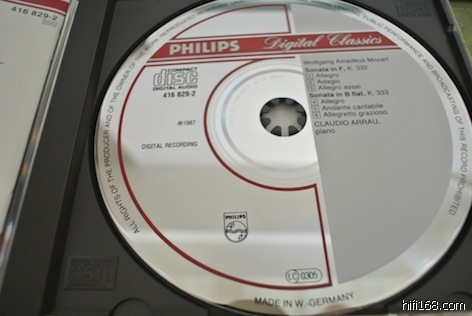 416 829-2
PHILIPS Digital Classics
COMPACT
disc
DIGITAL AUDIO
416 829-2
℗1987
DIGITAL RECORDING
Wolfgang Amadeus Mozart
Sonata in F, K. 332
1 Allegro
2 Adagio
3 Allegro assai
Sonata in B flat, K. 333
4 Allegro
5 Andante cantabile
6 Allegretto grazioso
CLAUDIO ARRAU,
piano
PHILIPS
LC 0305
ALL RIGHTS OF THE PRODUCER AND OF THE OWNER OF THE WORK REPRODUCED
PUBLIC PERFORMANCE AND BROADCASTING OF THIS RECORD PROHIBITED
MADE IN W.-GERMANY
hifi168.com